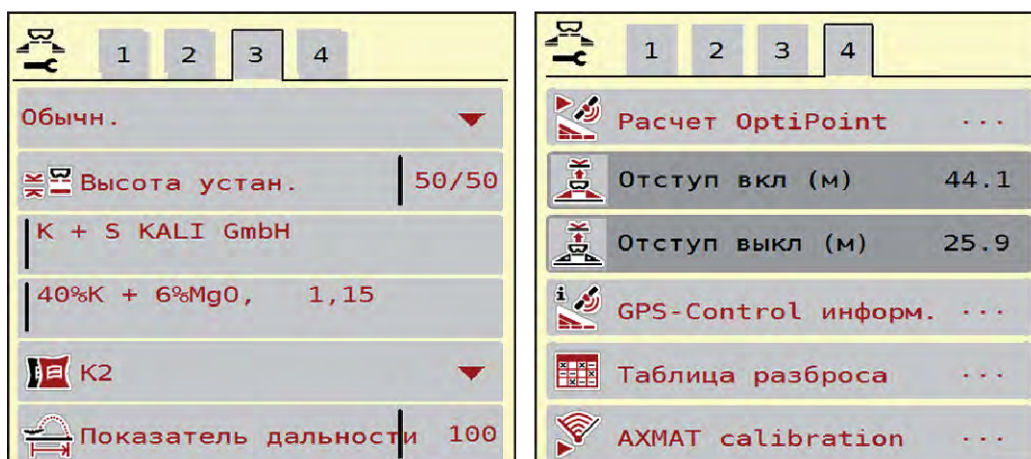 1 2 3 4
Обычн.
Высота устан. 50/50
K + S KALI GmbH
40%K + 6%MgO, 1,15
K2
Показатель дальности 100
1 2 3 4
Расчет OptiPoint ...
Отступ вкл (м) 44.1
Отступ выкл (м) 25.9
i
GPS-Control информ. ...
Таблица разброса ...
AXMAT calibration ...